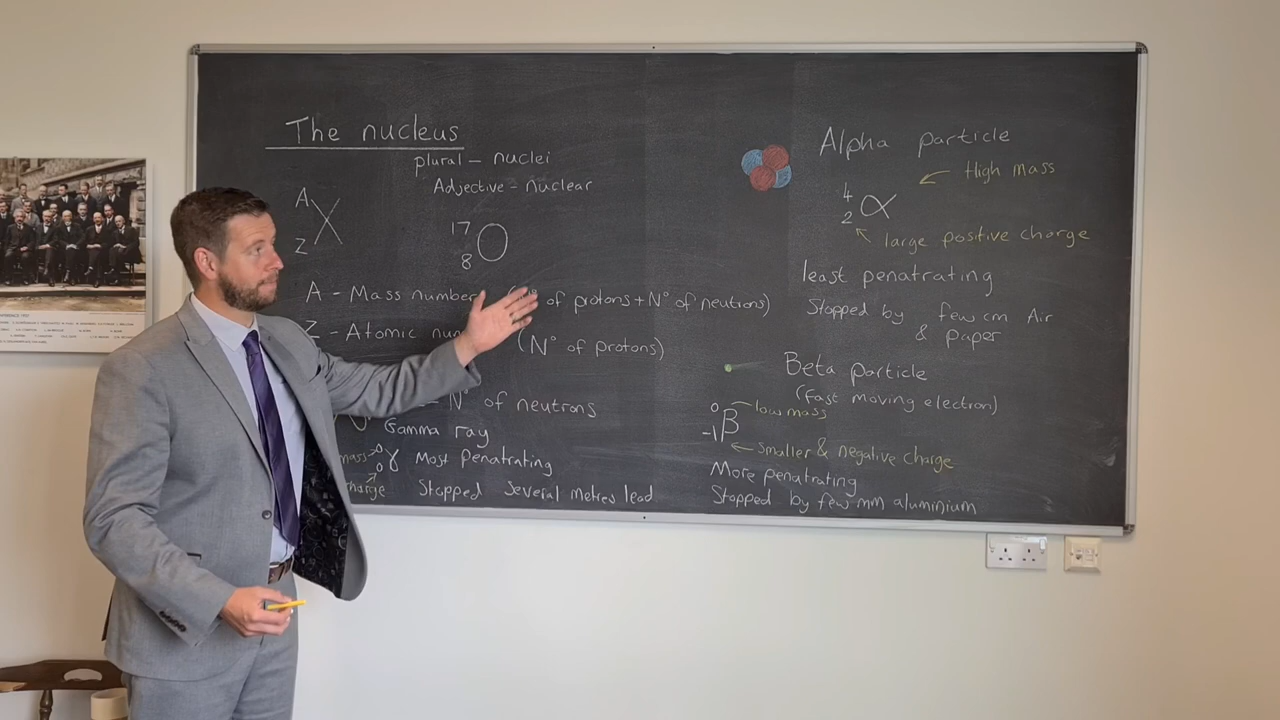 The nucleus
plural – nuclei
Adjective – nuclear
A
X
Z
17
O
8
A – Mass number (N° of protons + N° of neutrons)
Z – Atomic (N° of protons)
N° of neutrons
Gamma ray
mass → 0
0 γ Most Penatrating
Stopped Several metres lead
Alpha particle
High mass
4
2 α
large positive charge
least penatrating
Stopped by few cm Air
& paper
Beta particle
(fast moving electron)
0
-1 β
low mass
Smaller & negative charge
More penatrating
Stopped by few mm aluminium